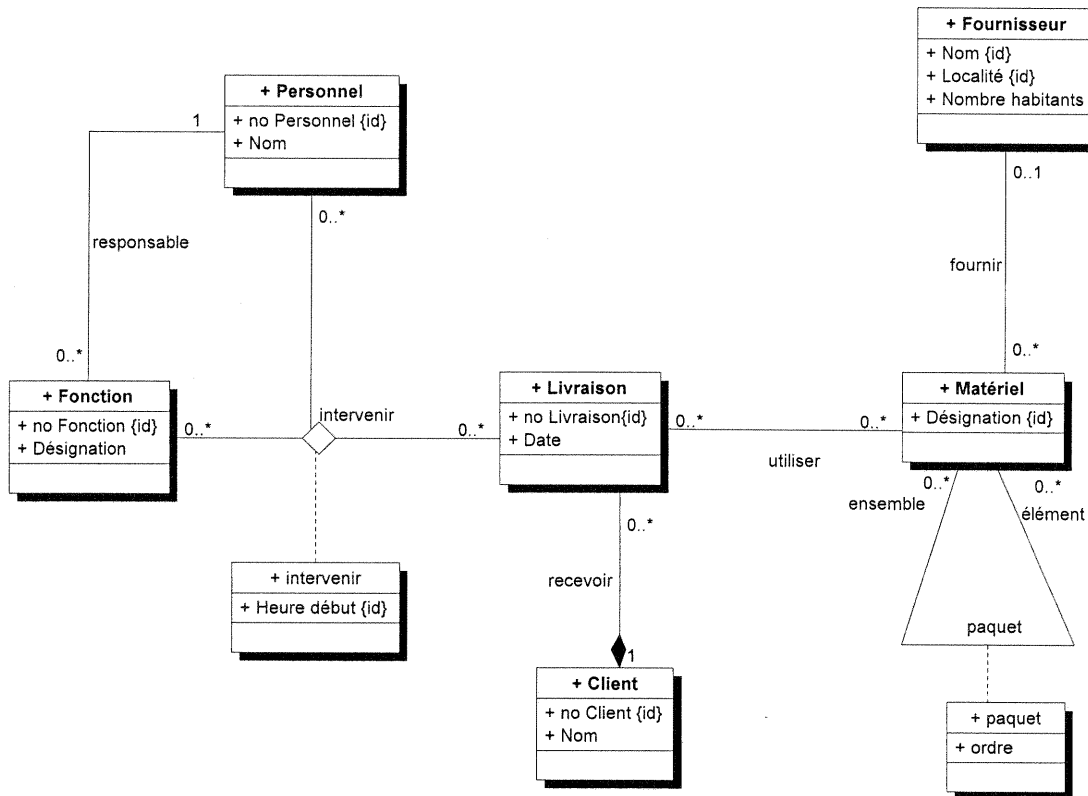 + Fournisseur
+ Nom {id}
+ Localité {id}
+ Nombre habitants
+ Personnel
+ no Personnel {id}
+ Nom
1
0..1
0..*
responsable
fournir
0..*
0..*
+ Fonction
+ no Fonction {id}
+ Désignation
0..*
intervenir
0..*
+ Livraison
+ no Livraison{id}
+ Date
0..*
utiliser
0..*
+ Matériel
+ Désignation {id}
0..*
ensemble
0..*
élément
0..*
recevoir
1
+ intervenir
+ Heure début {id}
paquet
+ Client
+ no Client {id}
+ Nom
+ paquet
+ ordre